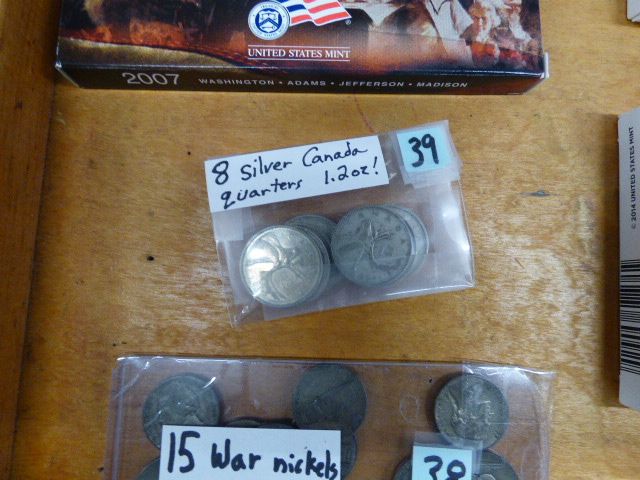 UNITED STATES MINT
2007 WASHINGTON · ADAMS · JEFFERSON · MADISON
8 Silver Canada
quarters 1.2oz!
39
© 2014 UNITED STATES MINT
15 War nickels
38